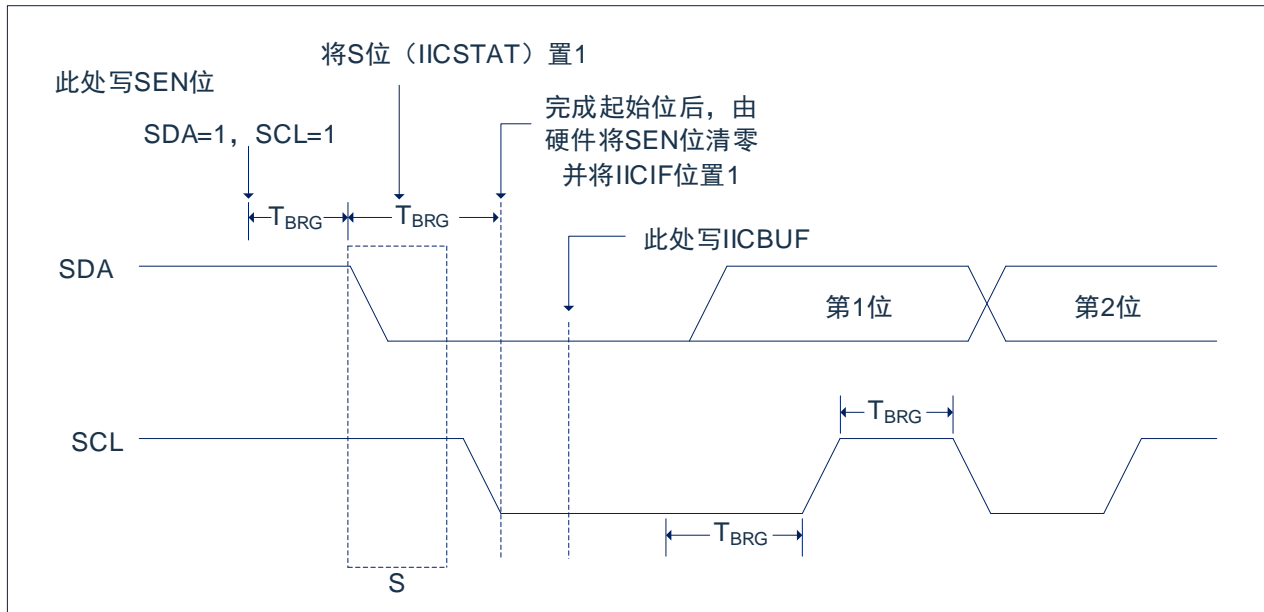 将S位（IICSTAT）置1
此处写SEN位
SDA=1，SCL=1
完成起始位后，由
硬件将SEN位清零
并将IICIF位置1
TBRG
TBRG
此处写IICBUF
SDA
第1位
第2位
TBRG
SCL
TBRG
S